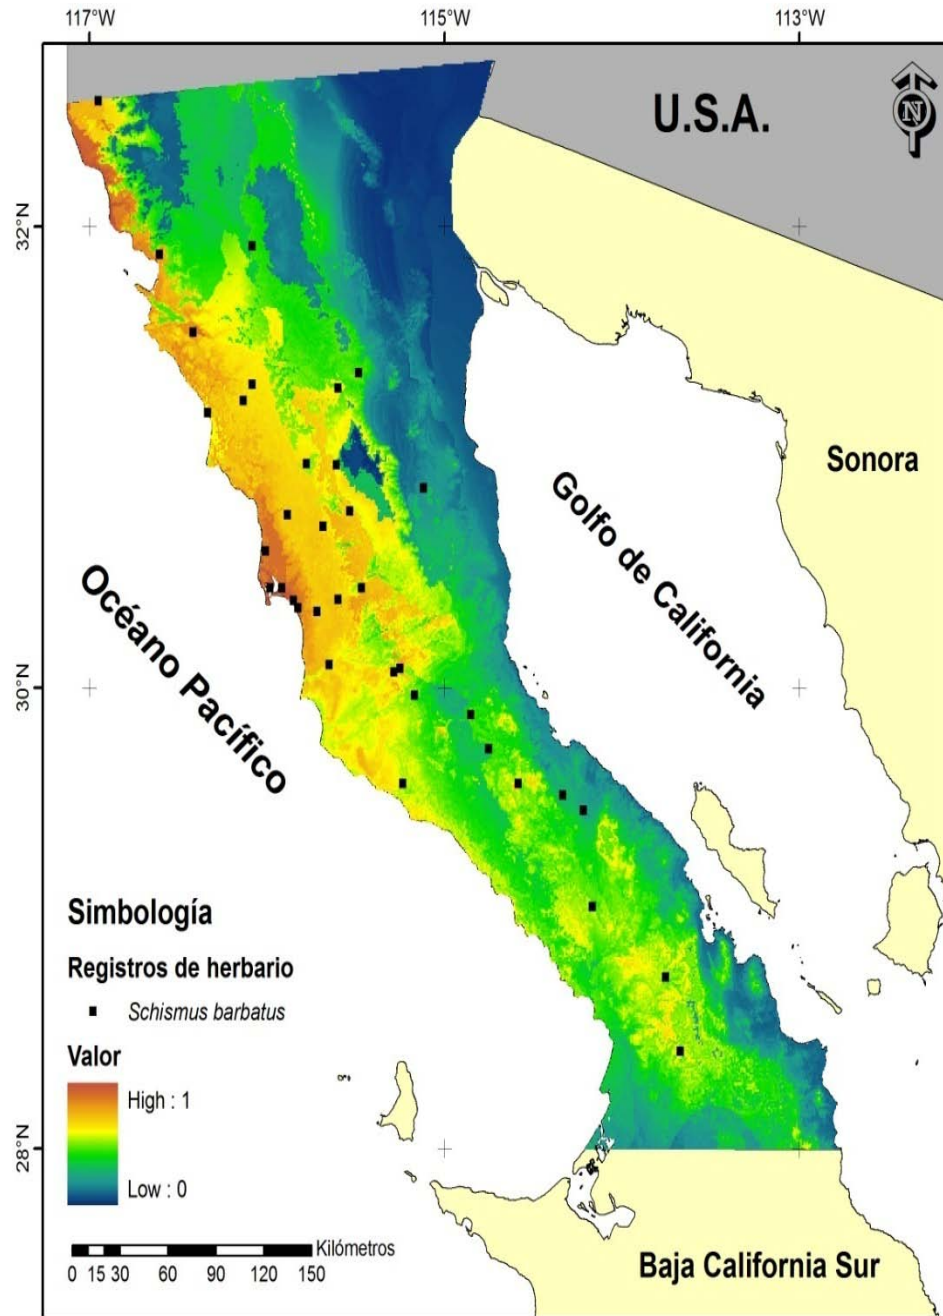 117°W
115°W
113°W
U.S.A.
N
32°N
Sonora
Golfo de California
Océano Pacífico
30°N
Simbología
Registros de herbario
Schismus barbatus
Valor
High : 1
Low : 0
28°N
Kilómetros
0 15 30 60 90 120 150
Baja California Sur